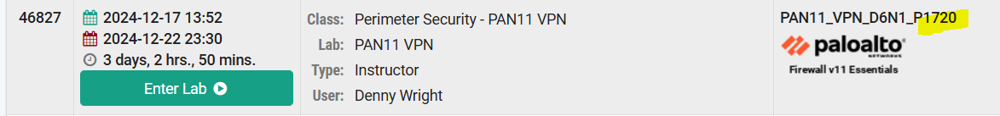 46827
2024-12-17 13:52
2024-12-22 23:30
3 days, 2 hrs., 50 mins.
Enter Lab
Class: Perimeter Security - PAN11 VPN
Lab: PAN11 VPN
Type: Instructor
User: Denny Wright
PAN11_VPN_D6N1_P1720
paloalto
NETWORKS
Firewall v11 Essentials